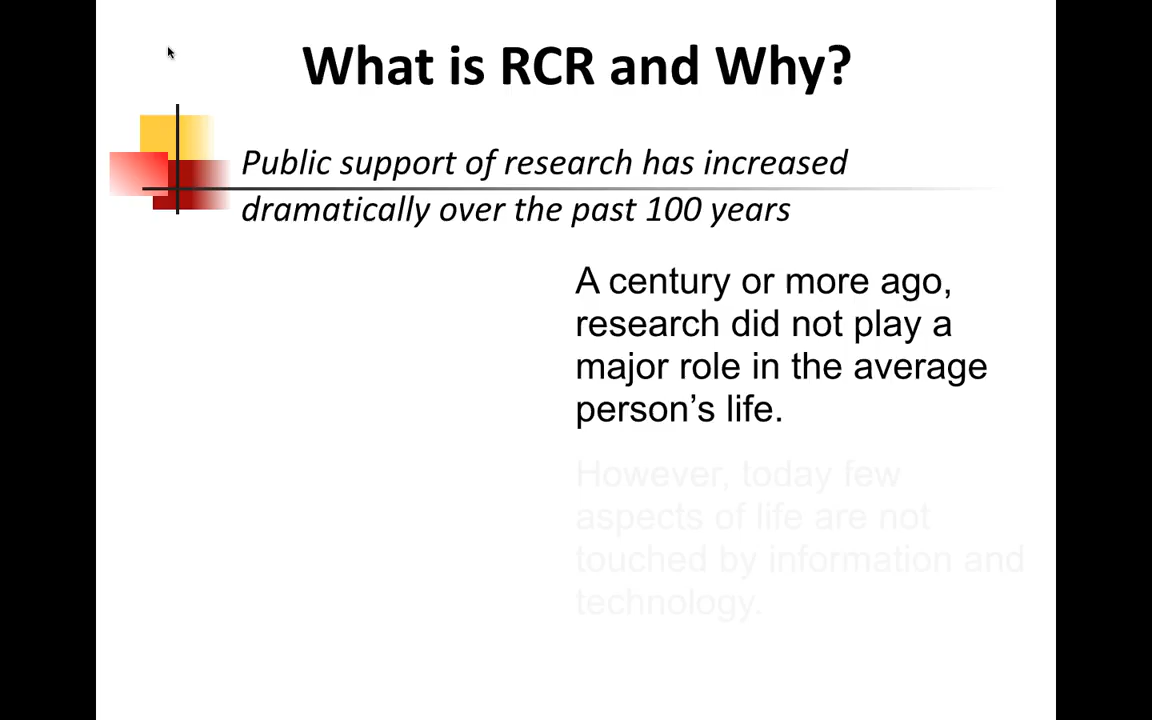 What is RCR and Why?
Public support of research has increased
dramatically over the past 100 years
A century or more ago,
research did not play a
major role in the average
person’s life.
However, today few
aspects of life are not
touched by information and
technology.